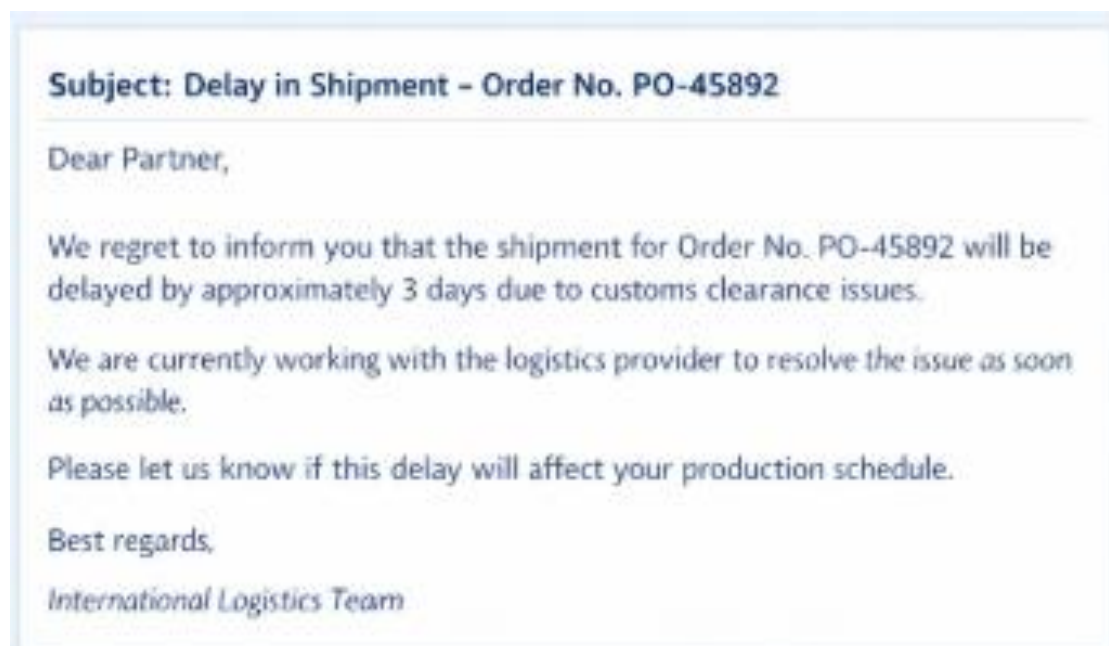 Subject: Delay in Shipment – Order No. PO-45892
Dear Partner,
We regret to inform you that the shipment for Order No. PO-45892 will be
delayed by approximately 3 days due to customs clearance issues.
We are currently working with the logistics provider to resolve the issue as soon
as possible.
Please let us know if this delay will affect your production schedule.
Best regards,
International Logistics Team